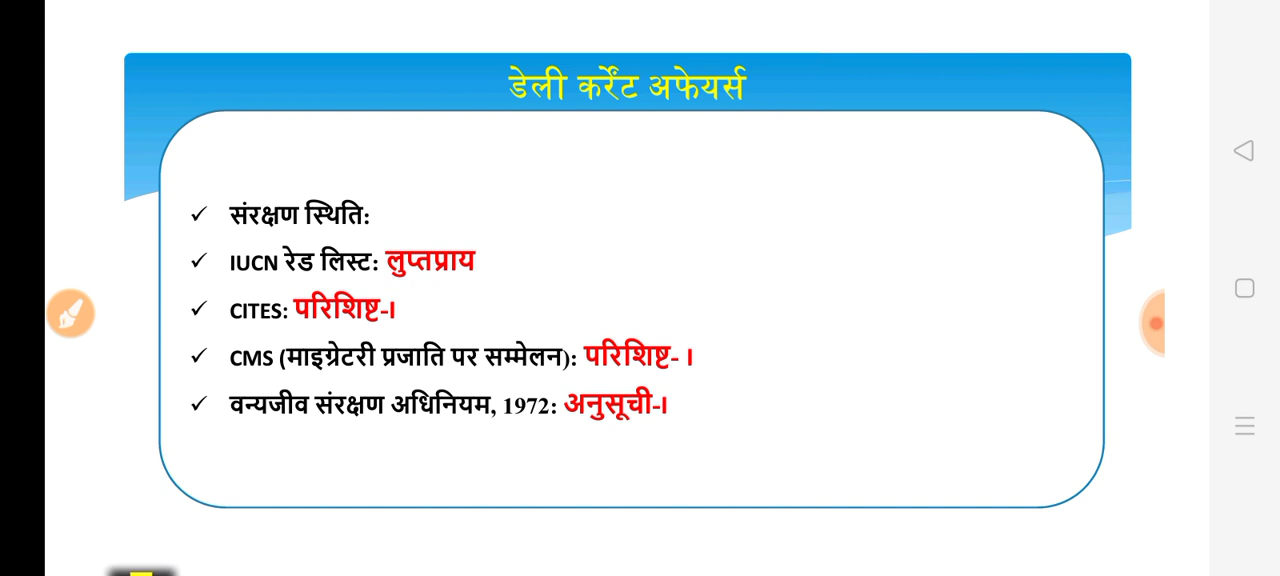 डेली करेंट अफेयर्स
✓ संरक्षण स्थिति:
✓ IUCN रेड लिस्ट: लुप्तप्राय
✓ CITES: परिशिष्ट-I
✓ CMS (माइग्रेटरी प्रजाति पर सम्मेलन): परिशिष्ट- I
✓ वन्यजीव संरक्षण अधिनियम, 1972: अनुसूची-I